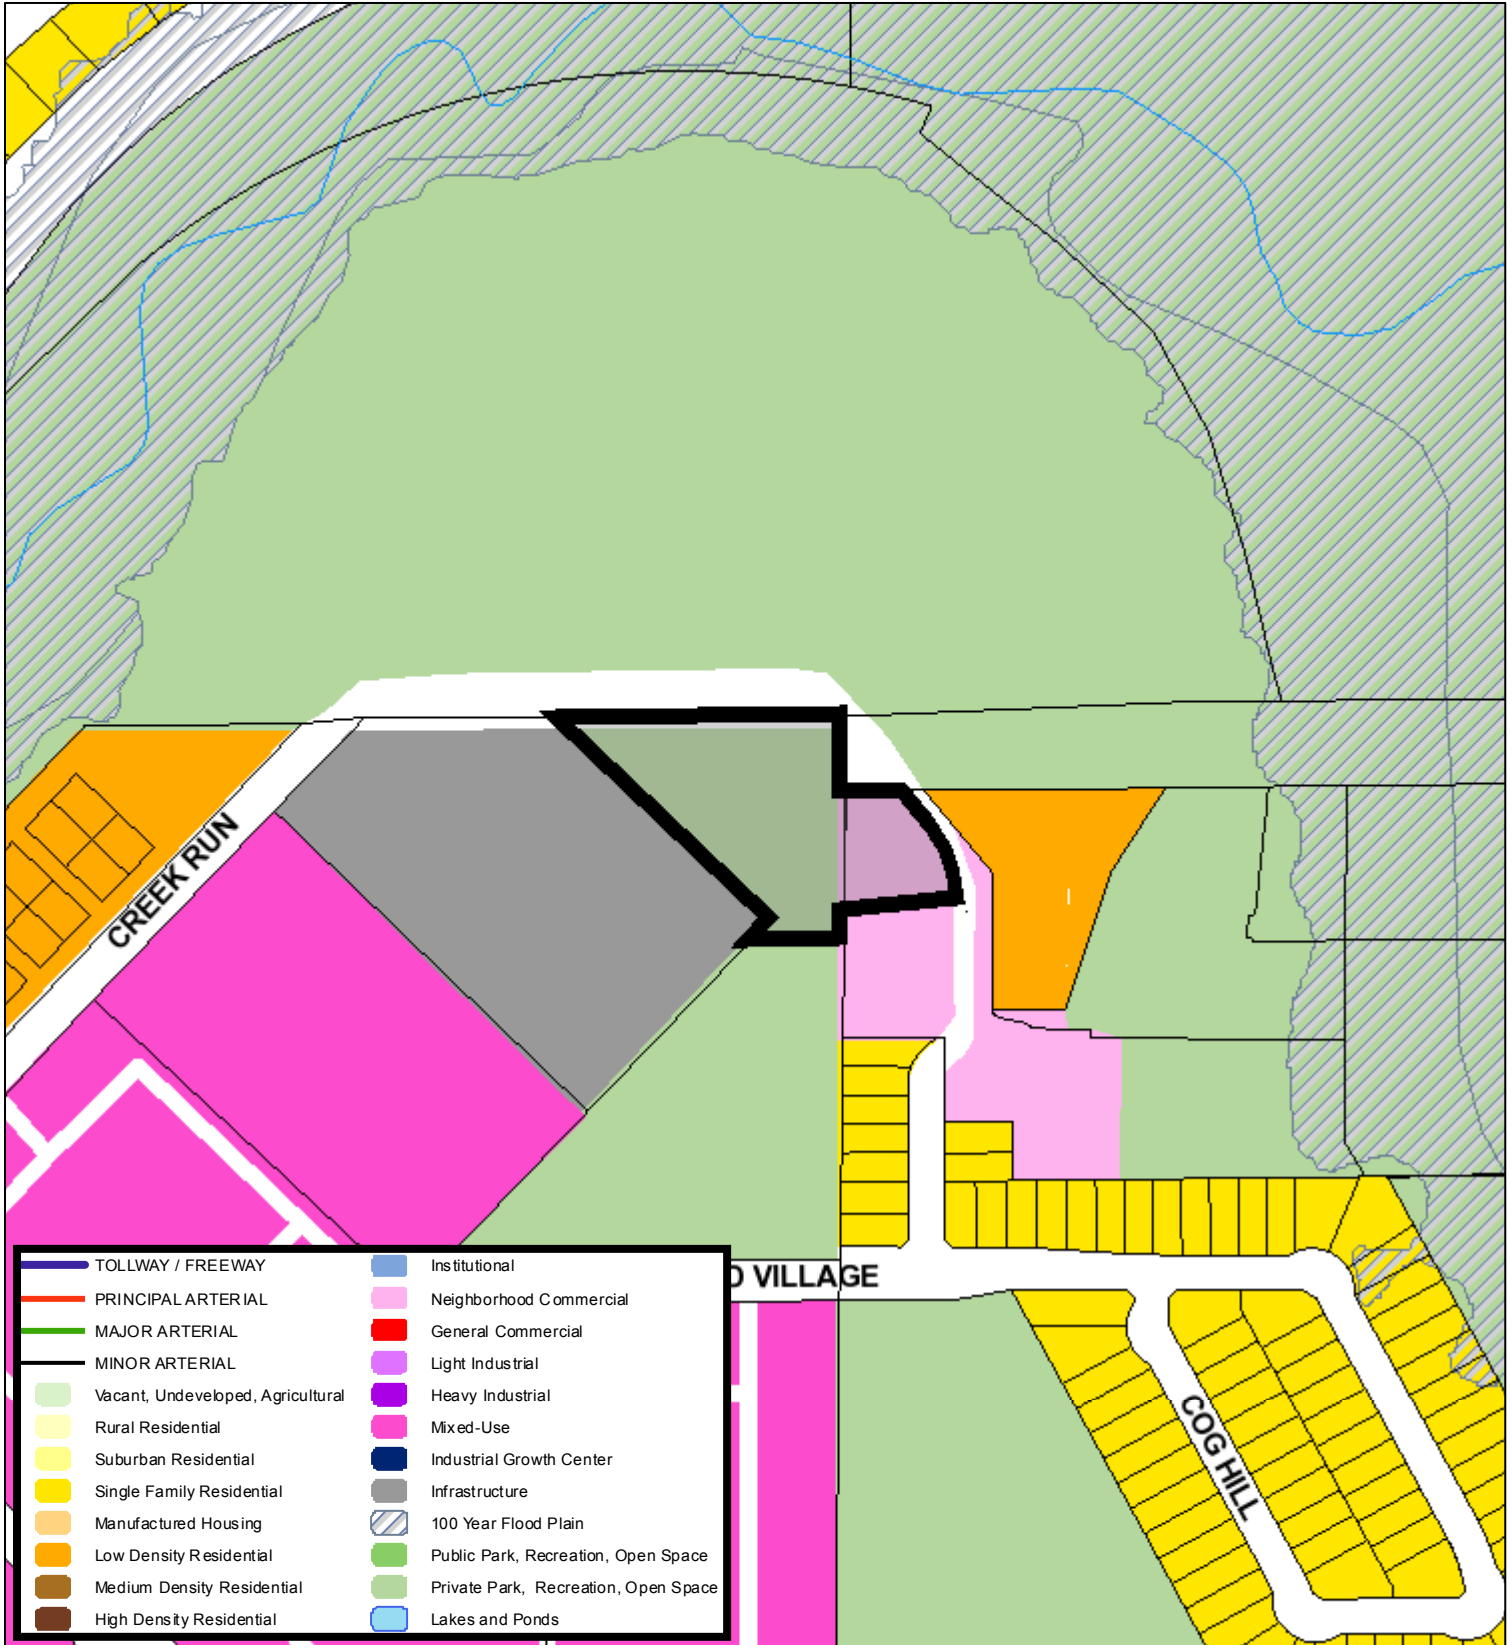 CREEK RUN
VILLAGE
COG HILL
TOLLWAY / FREEWAY
PRINCIPAL ARTERIAL
MAJOR ARTERIAL
MINOR ARTERIAL
Vacant, Undeveloped, Agricultural
Rural Residential
Suburban Residential
Single Family Residential
Manufactured Housing
Low Density Residential
Medium Density Residential
High Density Residential
Institutional
Neighborhood Commercial
General Commercial
Light Industrial
Heavy Industrial
Mixed-Use
Industrial Growth Center
Infrastructure
100 Year Flood Plain
Public Park, Recreation, Open Space
Private Park, Recreation, Open Space
Lakes and Ponds